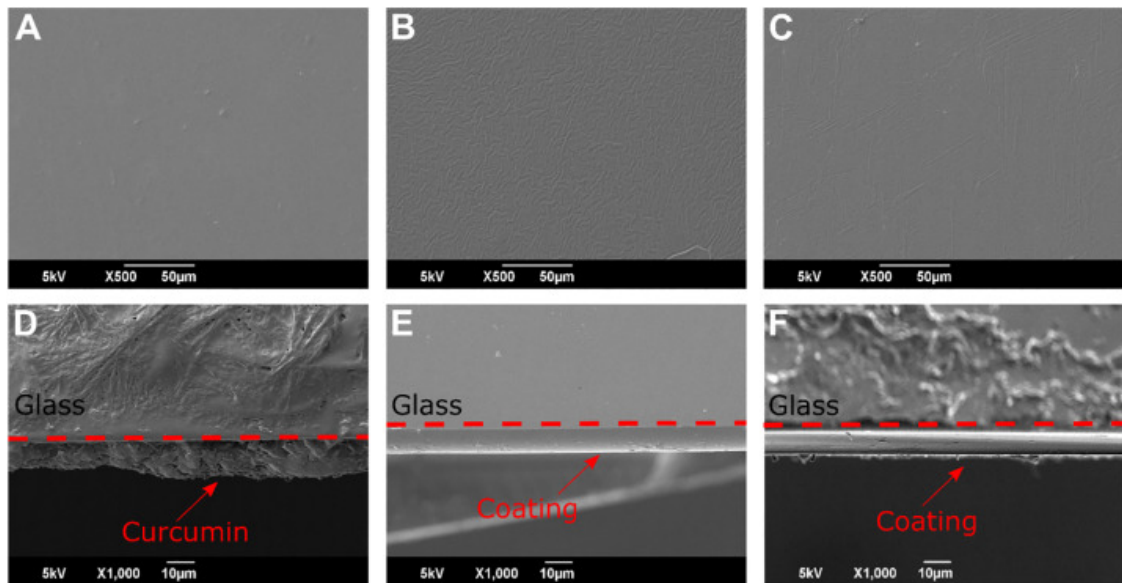 A
5kV X500 50µm
B
5kV X500 50µm
C
5kV X500 50µm
D
Glass
Curcumin
5kV X1,000 10µm
E
Glass
Coating
5kV X1,000 10µm
F
Glass
Coating
5kV X1,000 10µm